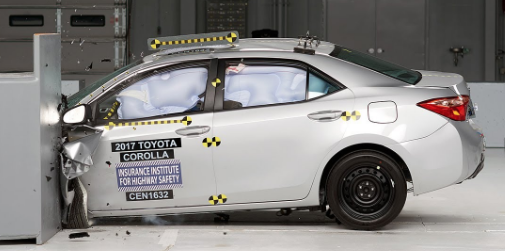 2017 TOYOTA
COROLLA
INSURANCE INSTITUTE
FOR HIGHWAY SAFETY
CEN1632